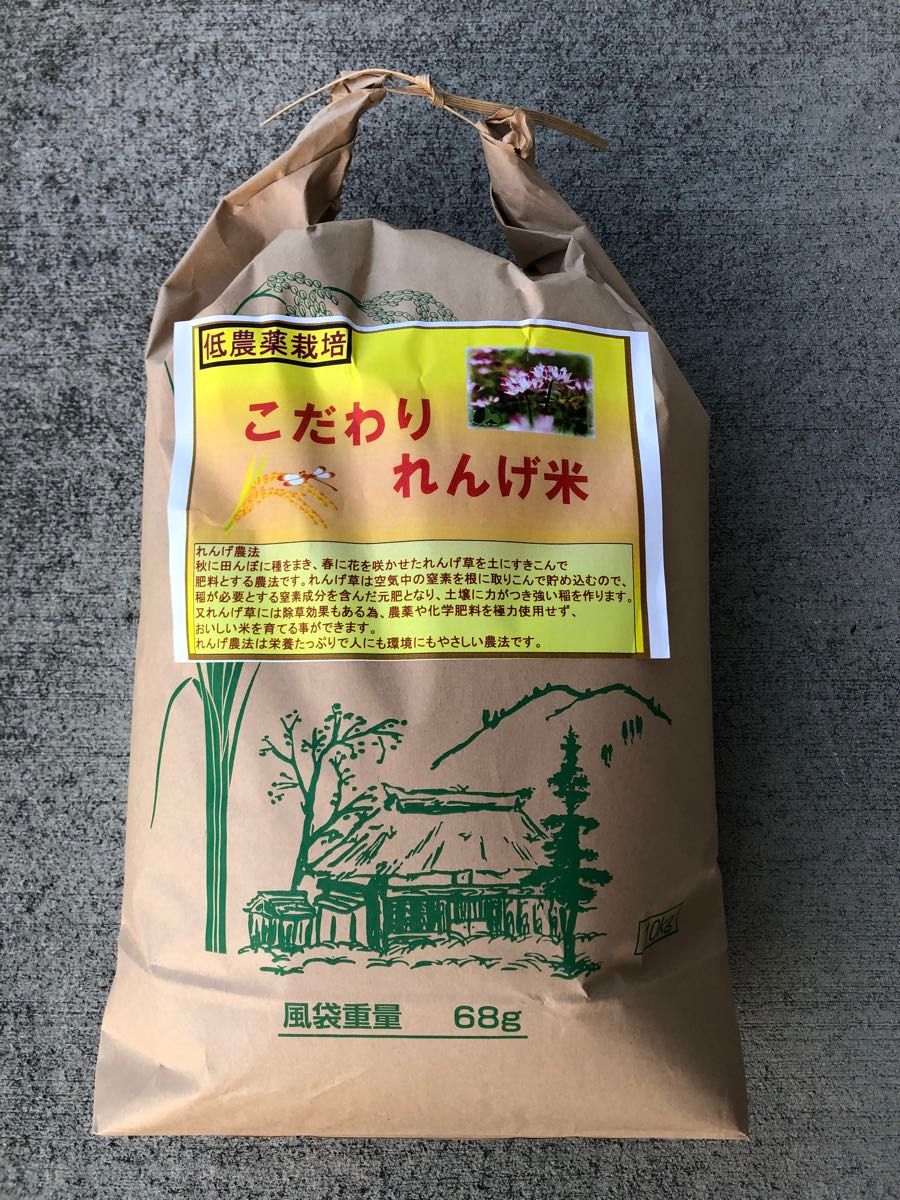 低農薬栽培
こだわり
れんげ米
れんげ農法
秋に田んぼに種をまき、春に花を咲かせたれんげ草を土にすきこんで
肥料とする農法です。れんげ草は空気中の窒素を根に取りこんで貯め込むので、
稲が必要とする窒素成分を含んだ元肥となり、土壌に力がつき強い稲を作ります。
又れんげ草には除草効果もある為、農薬や化学肥料を極力使用せず、
おいしい米を育てる事ができます。
れんげ農法は栄養たっぷりで人にも環境にもやさしい農法です。
10kg
風袋重量 68g